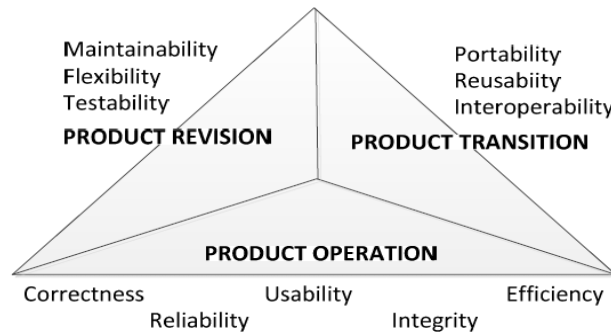 Maintainability
Flexibility
Testability
PRODUCT REVISION
Portability
Reusabiity
Interoperability
PRODUCT TRANSITION
PRODUCT OPERATION
Correctness Usability Efficiency
Reliability Integrity